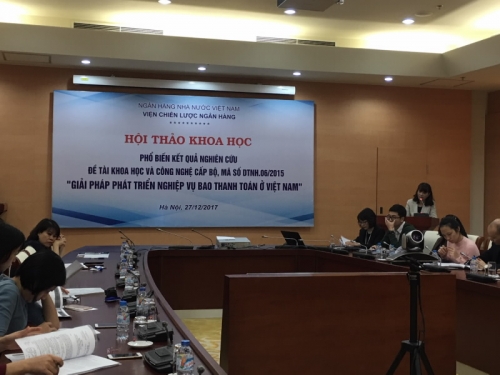 NGÂN HÀNG NHÀ NƯỚC VIỆT NAM
VIỆN CHIẾN LƯỢC NGÂN HÀNG
**********
HỘI THẢO KHOA HỌC
PHỔ BIẾN KẾT QUẢ NGHIÊN CỨU
ĐỀ TÀI KHOA HỌC VÀ CÔNG NGHỆ CẤP BỘ, MÃ SỐ DTNH.06/2015
"GIẢI PHÁP PHÁT TRIỂN NGHIỆP VỤ BAO THANH TOÁN Ở VIỆT NAM"
Hà Nội, 27/12/2017